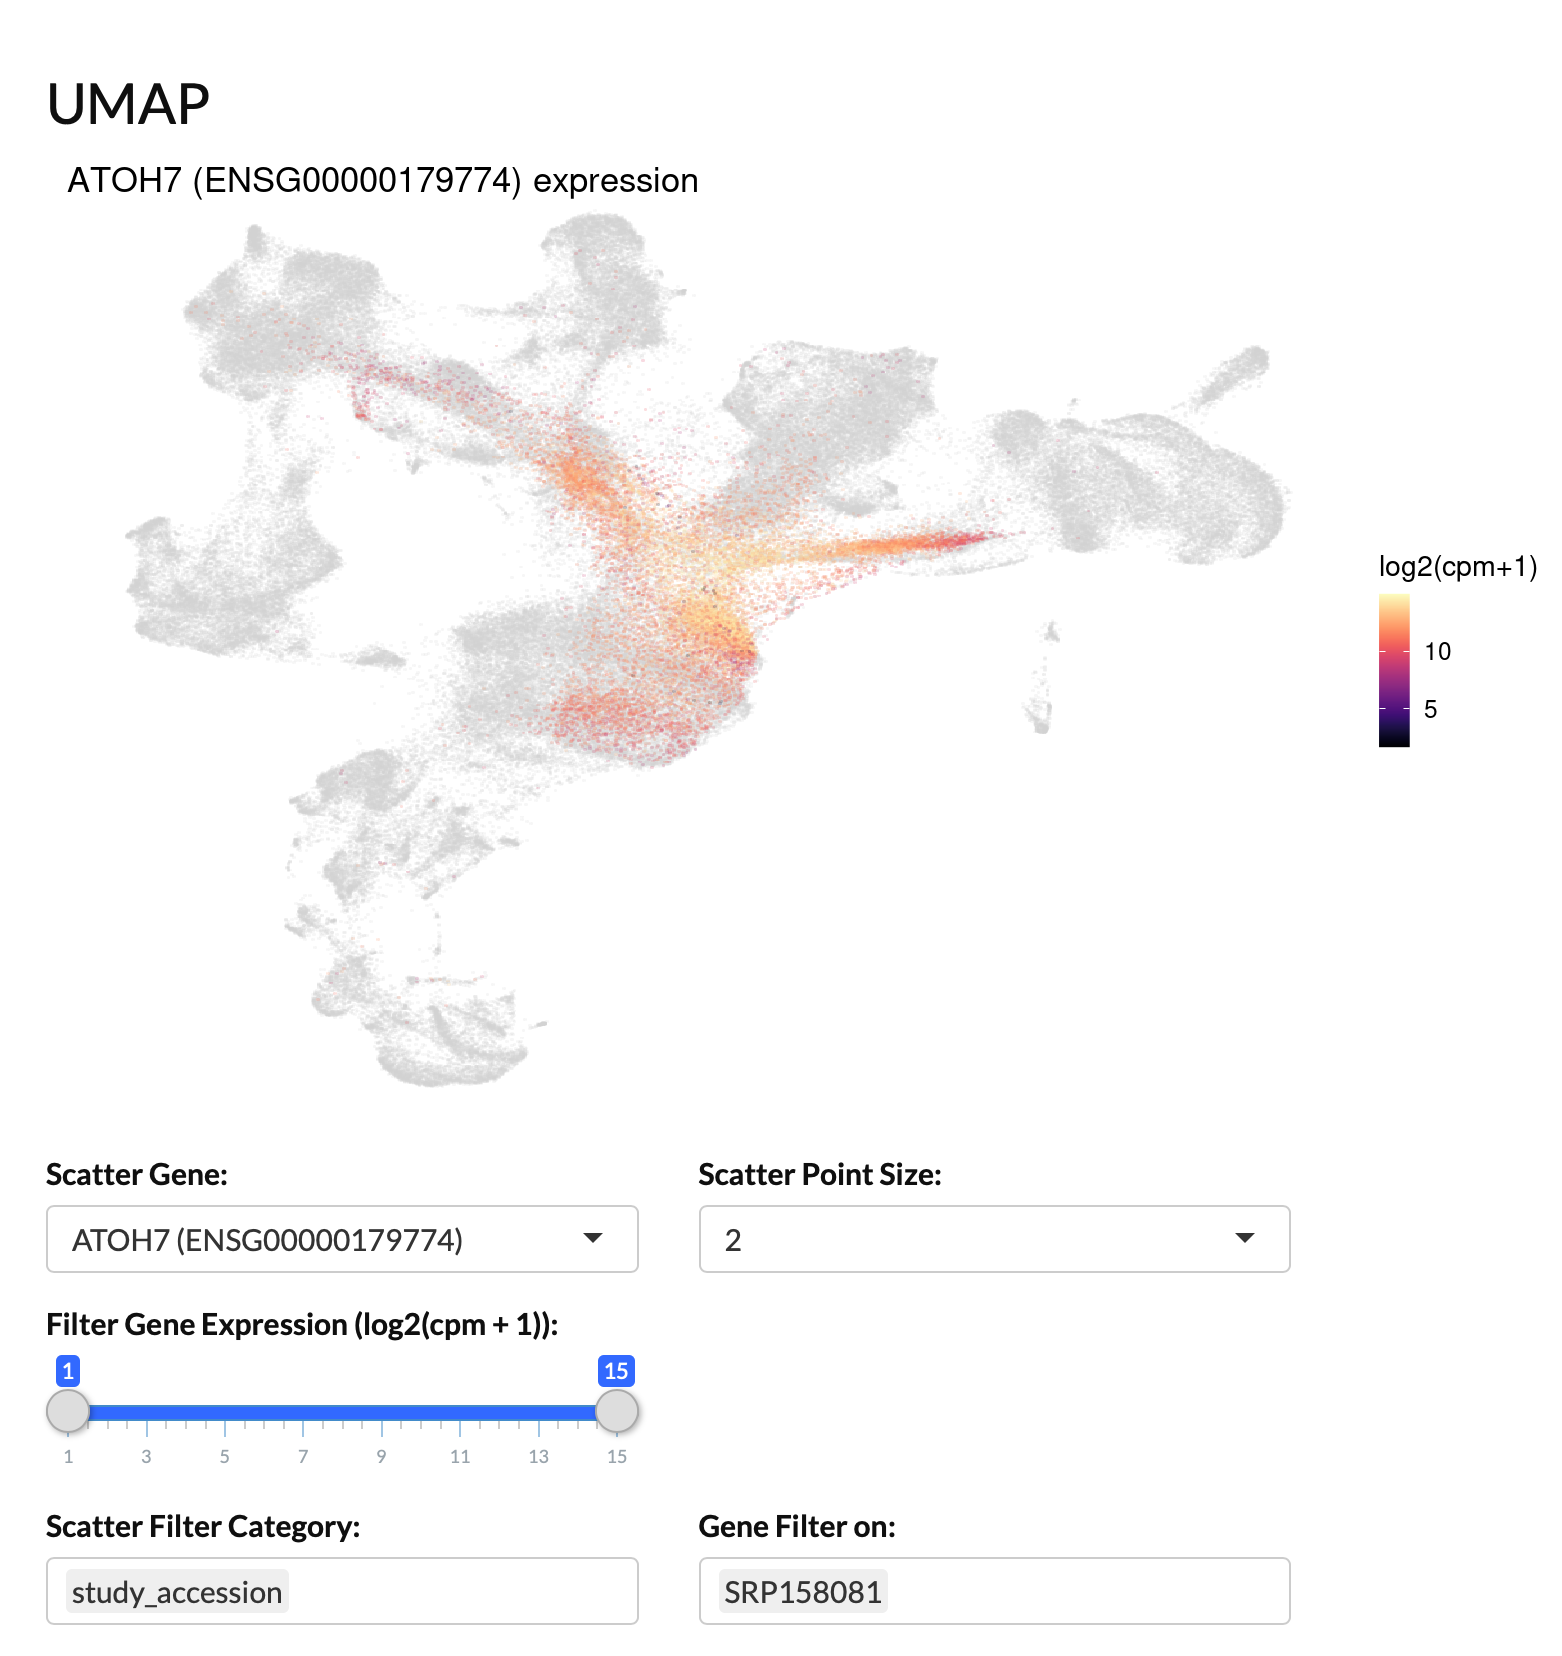 UMAP
ATOH7 (ENSG00000179774) expression
log2(cpm+1)
10
5
Scatter Gene:
Scatter Point Size:
ATOH7 (ENSG00000179774)
2
Filter Gene Expression (log2(cpm + 1)):
1
15
1 3 5 7 9 11 13 15
Scatter Filter Category:
Gene Filter on:
study_accession
SRP158081